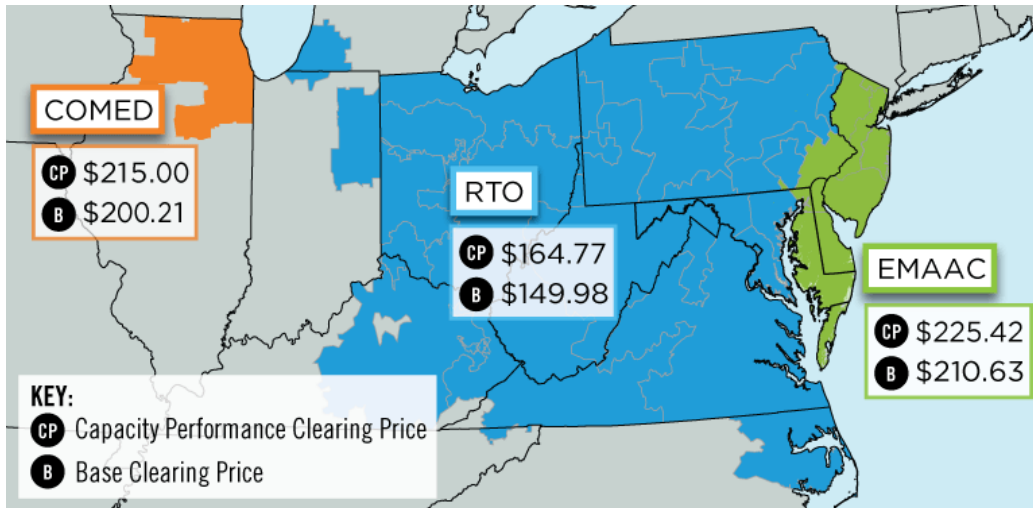 COMED
CP $215.00
B $200.21
RTO
CP $164.77
B $149.98
EMAAC
CP $225.42
B $210.63
KEY:
CP Capacity Performance Clearing Price
B Base Clearing Price